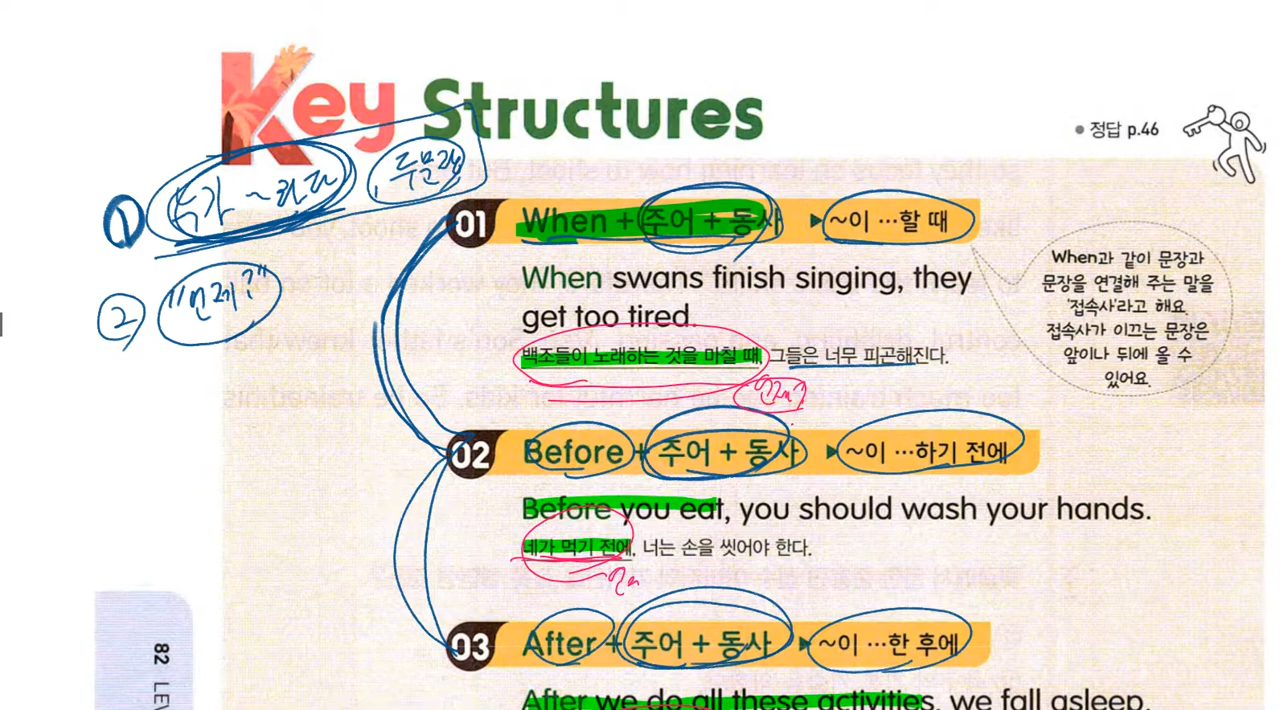 Key Structures
• 정답 p.46
① 누가 ~한다 , 두문장
② "언제?"
01 When + 주어 + 동사 ▶ ~이 …할 때
When swans finish singing, they
get too tired.
백조들이 노래하는 것을 마칠 때, 그들은 너무 피곤해진다.
언제?
When과 같이 문장과
문장을 연결해 주는 말을
'접속사'라고 해요.
접속사가 이끄는 문장은
앞이나 뒤에 올 수
있어요.
02 Before + 주어 + 동사 ▶ ~이 …하기 전에
Before you eat, you should wash your hands.
네가 먹기 전에, 너는 손을 씻어야 한다.
03 After + 주어 + 동사 ▶ ~이 …한 후에
After we do all these activities, we fall asleep.
82 LEV